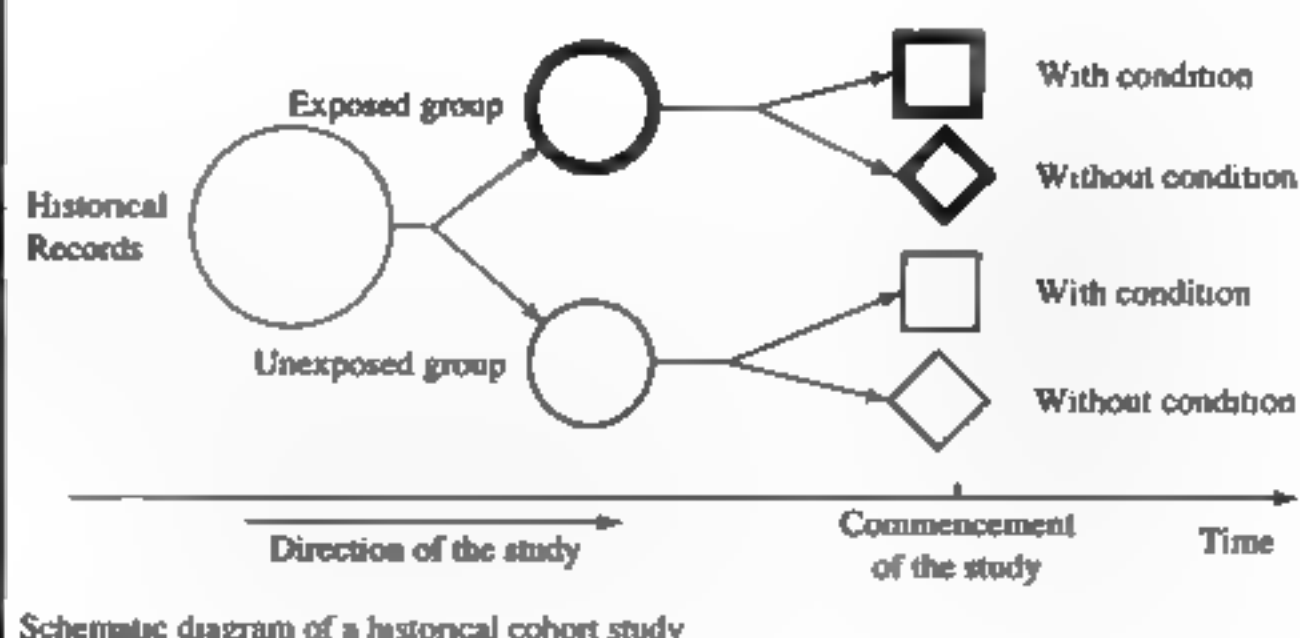 Exposed group
With condition
Without condition
Historical
Records
With condition
Unexposed group
Without condition
Direction of the study
Commencement
of the study
Time
Schematic diagram of a historical cohort study